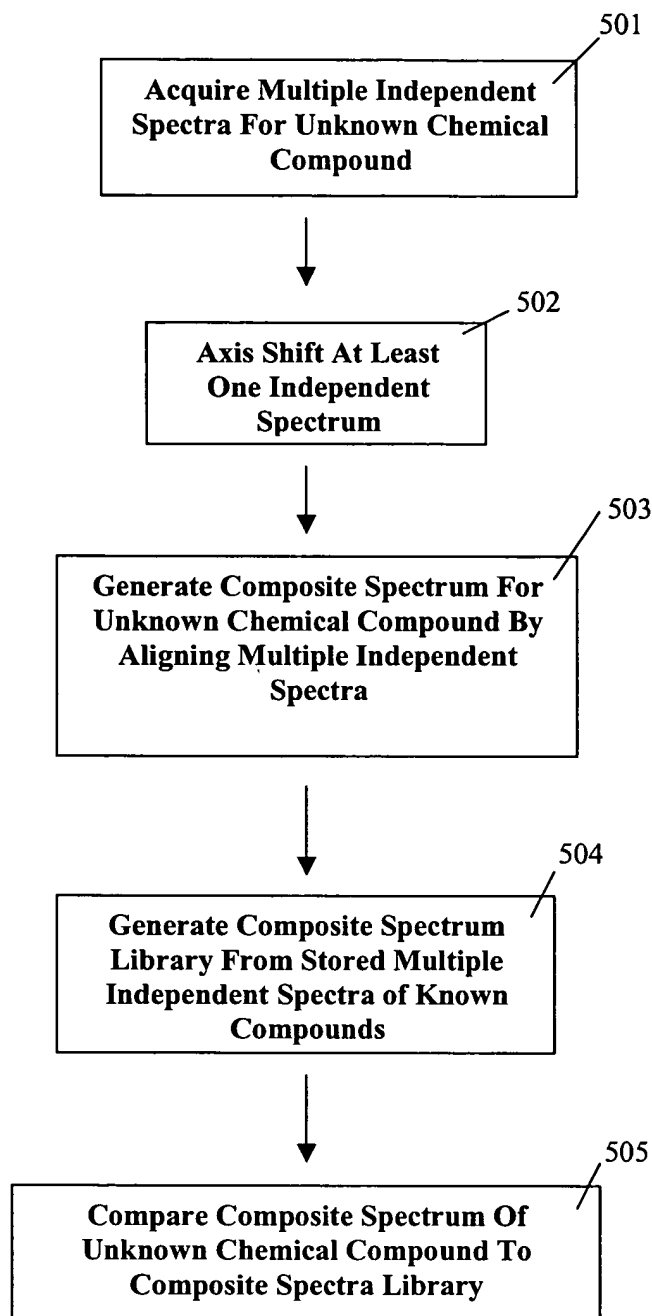 501
Acquire Multiple Independent
Spectra For Unknown Chemical
Compound
502
Axis Shift At Least
One Independent
Spectrum
503
Generate Composite Spectrum For
Unknown Chemical Compound By
Aligning Multiple Independent
Spectra
504
Generate Composite Spectrum
Library From Stored Multiple
Independent Spectra of Known
Compounds
505
Compare Composite Spectrum Of
Unknown Chemical Compound To
Composite Spectra Library